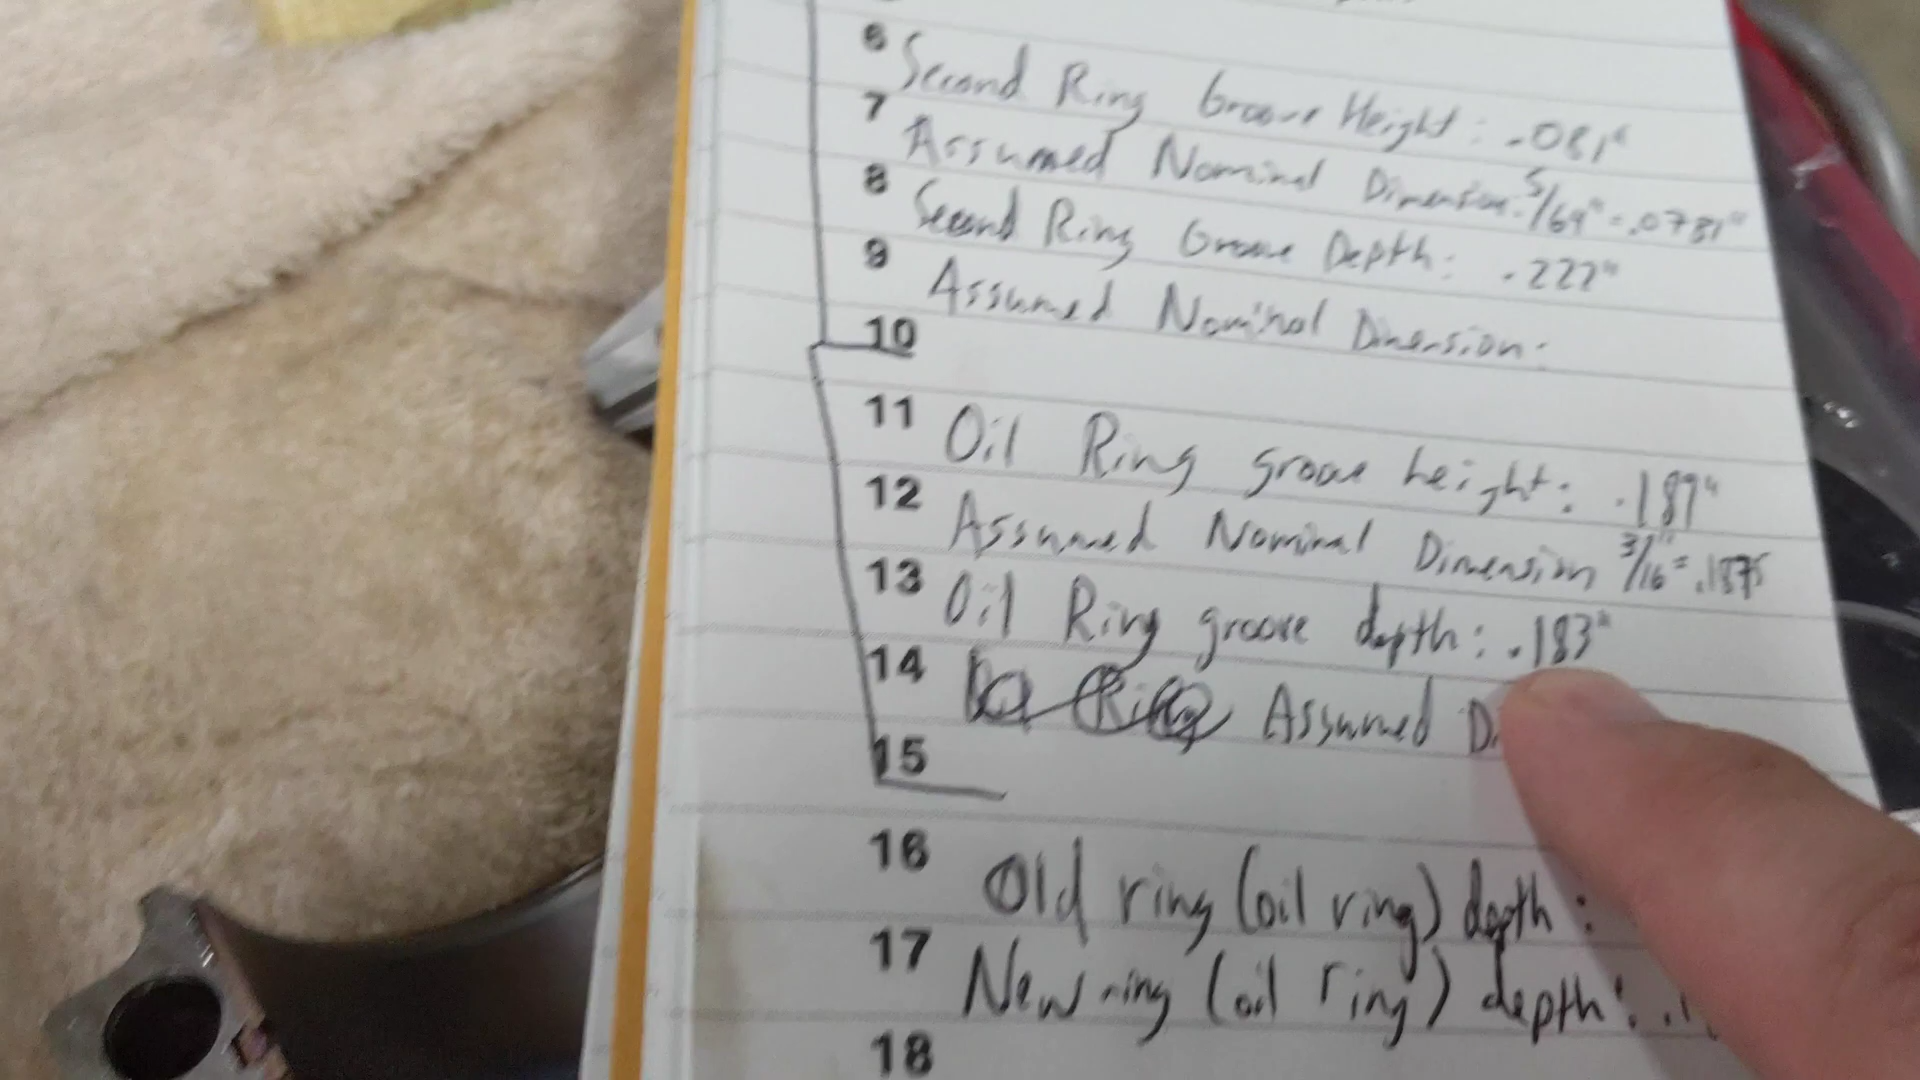 6 Second Ring Groove Height: .081"
7 Assumed Nominal Dimension: 5/64" = .0781"
8 Second Ring Groove Depth: .222"
9 Assumed Nominal Dimension:
10
11 Oil Ring groove height: .189"
12 Assumed Nominal Dimension 3/16" = .1875
13 Oil Ring groove depth: .183"
14 Assumed
15
16 Old ring (oil ring) depth:
17 New ring (oil ring) depth: .1
18